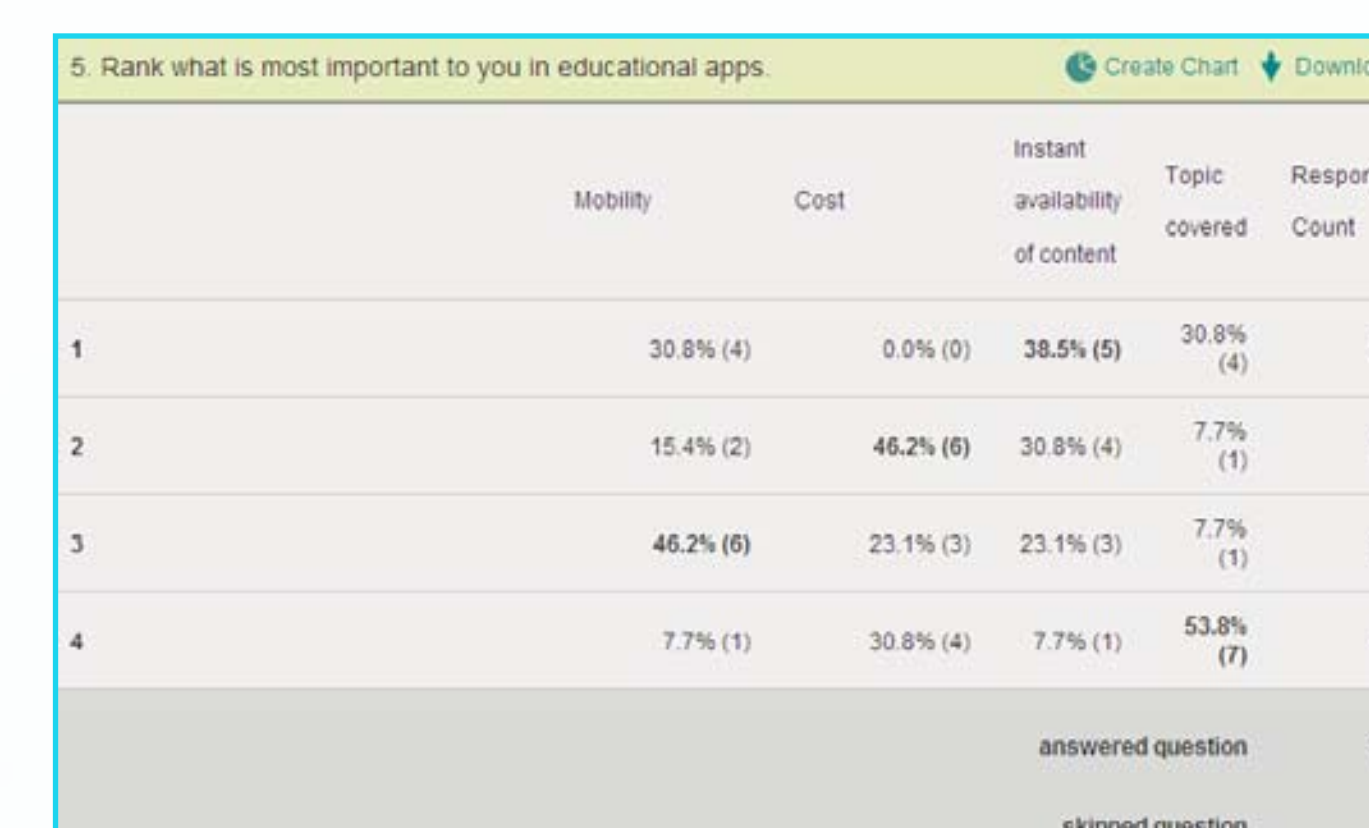 5. Rank what is most important to you in educational apps. Create Chart Downlo
Instant
Mobility Cost availability Topic Respon
of content covered Count
1 30.8% (4) 0.0% (0) 38.5% (5) 30.8% (4)
2 15.4% (2) 46.2% (6) 30.8% (4) 7.7% (1)
3 46.2% (6) 23.1% (3) 23.1% (3) 7.7% (1)
4 7.7% (1) 30.8% (4) 7.7% (1) 53.8% (7)
answered question
skipped question